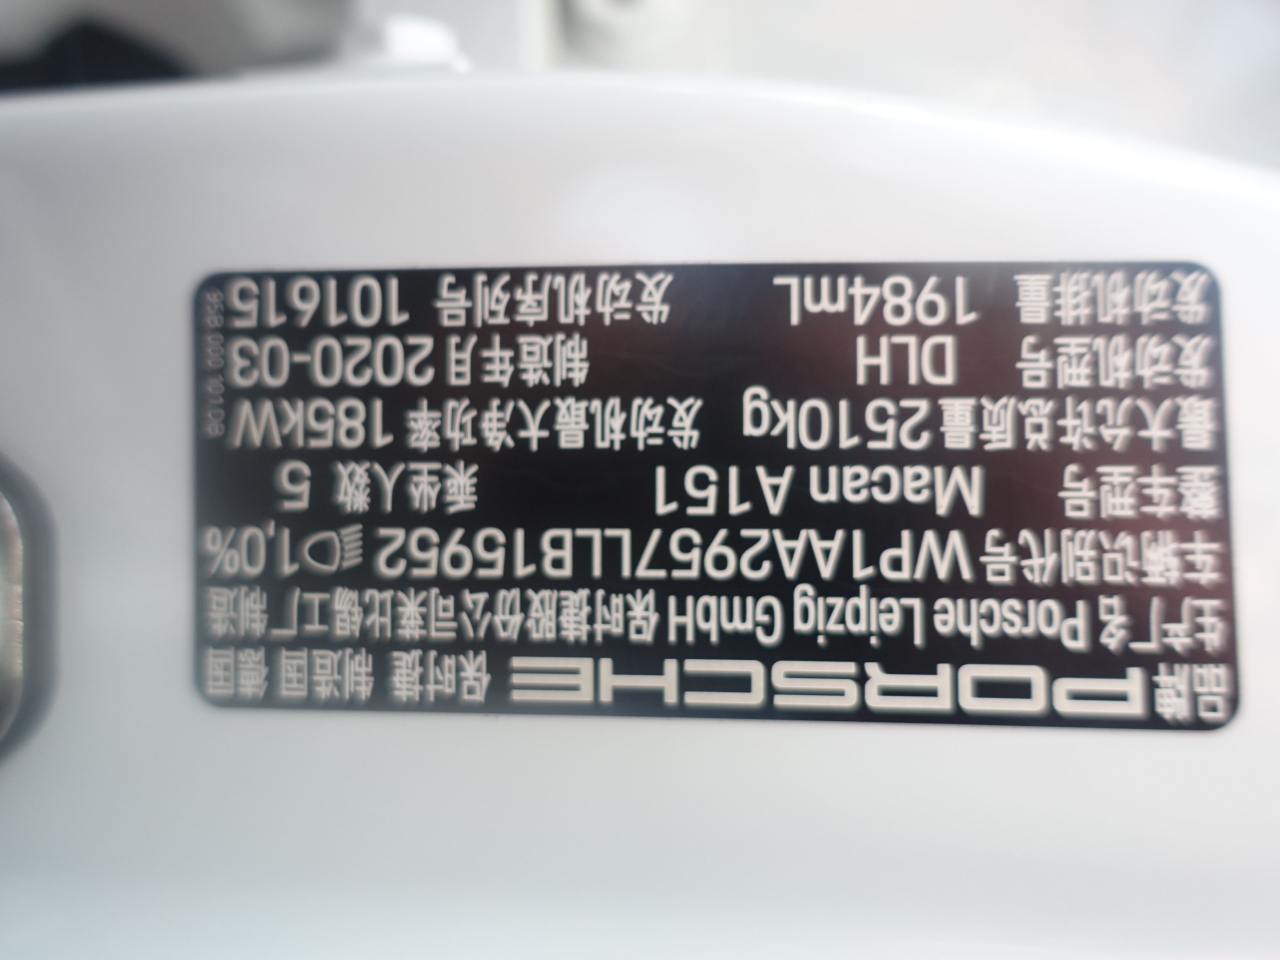 品牌 PORSCHE 保时捷 制造国 德国
生产厂名 Porsche Leipzig GmbH 保时捷股份公司莱比锡工厂 制造
车辆识别代号 WP1AA2957LLB15952 1,0%
整车型号 Macan A151 乘坐人数 5
最大允许总质量 2510kg 发动机最大净功率 185kW
发动机型号 DLH 制造年月 2020-03
发动机排量 1984mL 发动机序列号 101615
95B 000 101 08